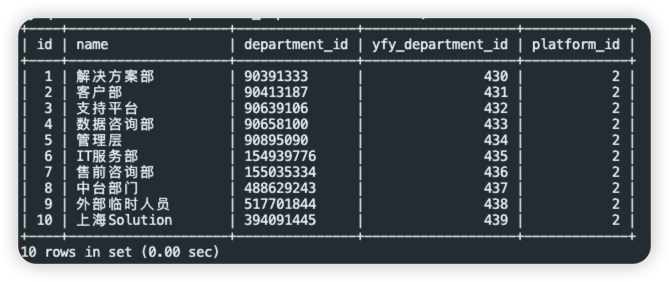 | id | name | department_id | yfy_department_id | platform_id |
| 1 | 解决方案部 | 90391333 | 430 | 2 |
| 2 | 客户部 | 90413187 | 431 | 2 |
| 3 | 支持平台 | 90639106 | 432 | 2 |
| 4 | 数据咨询部 | 90658100 | 433 | 2 |
| 5 | 管理层 | 90895090 | 434 | 2 |
| 6 | IT服务部 | 154939776 | 435 | 2 |
| 7 | 售前咨询部 | 155035334 | 436 | 2 |
| 8 | 中台部门 | 488629243 | 437 | 2 |
| 9 | 外部临时人员 | 517701844 | 438 | 2 |
| 10 | 上海Solution | 394091445 | 439 | 2 |
10 rows in set (0.00 sec)